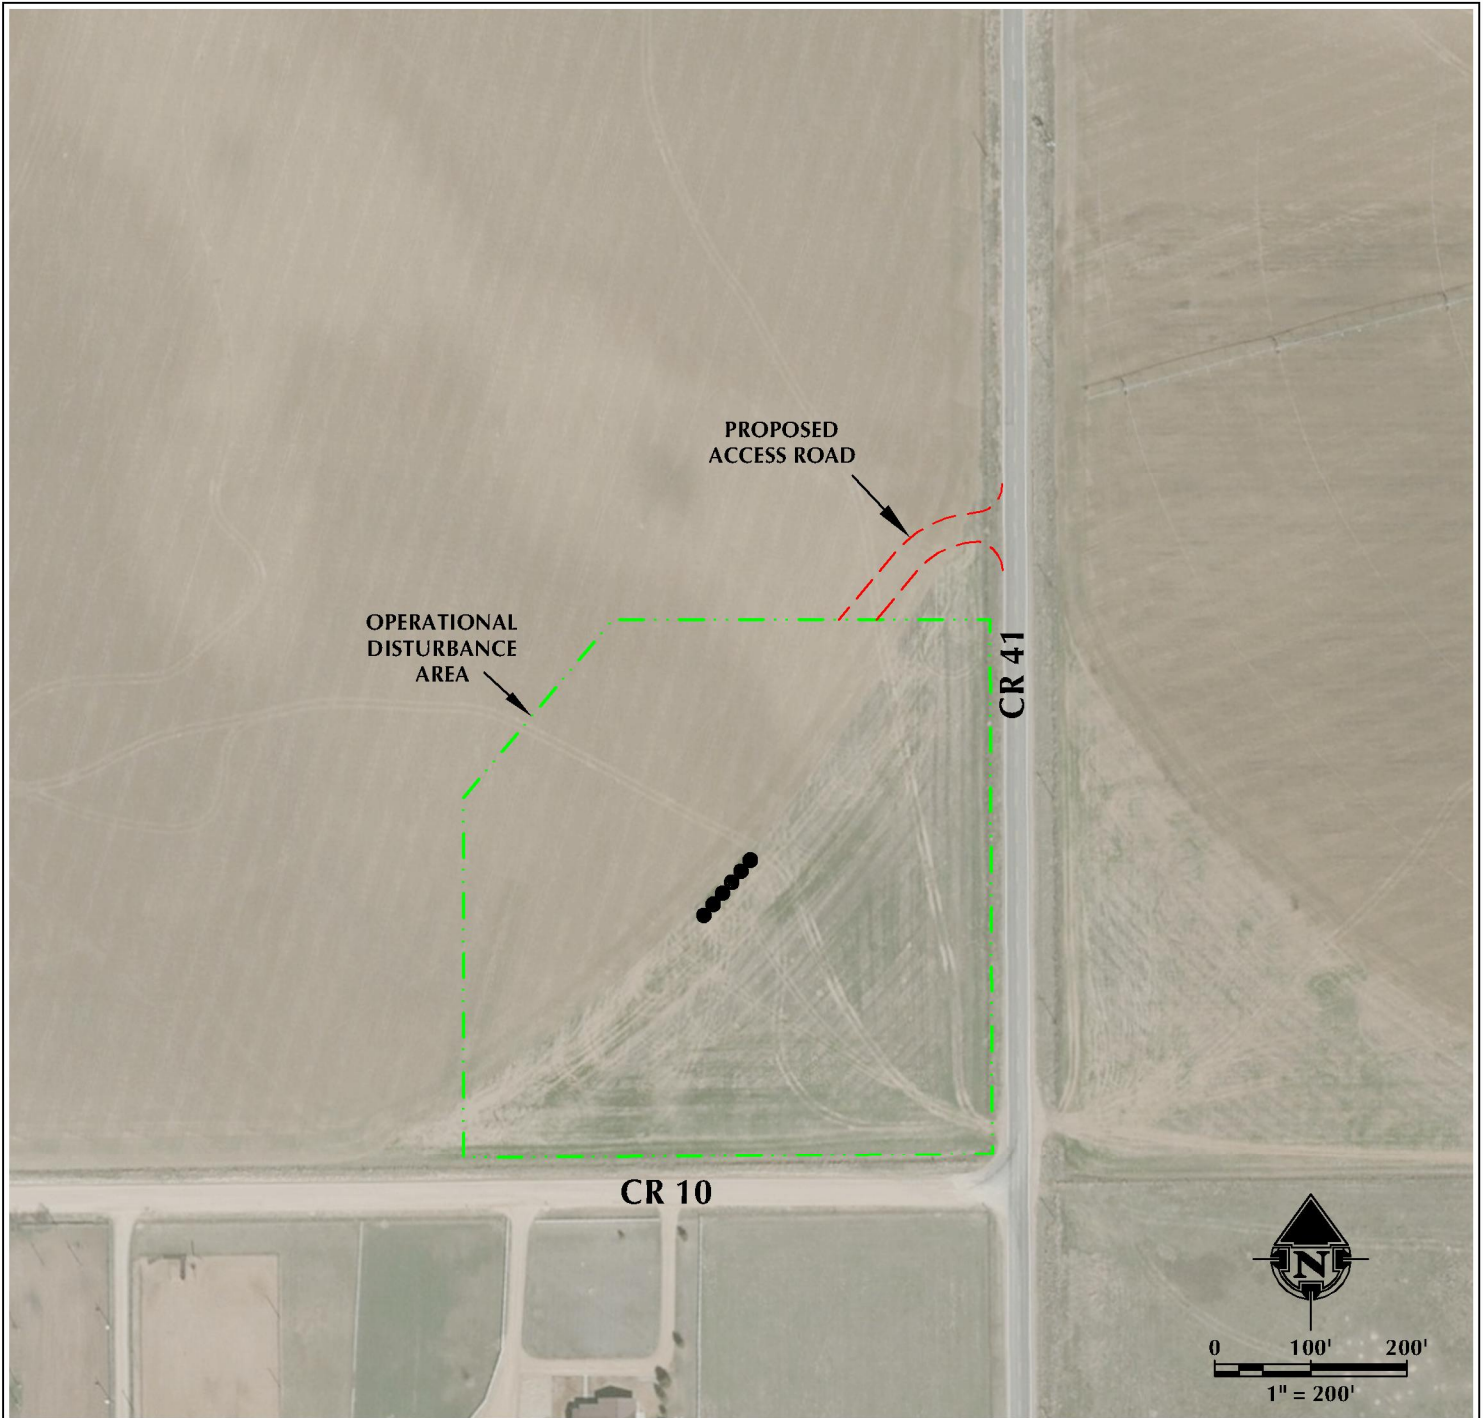 PROPOSED
ACCESS ROAD
OPERATIONAL
DISTURBANCE
AREA
CR 41
CR 10
N
0 100' 200'
1" = 200'